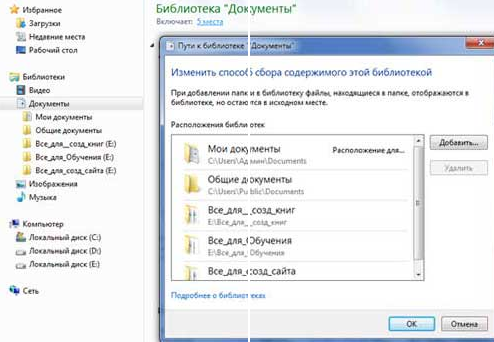 Избранное
Загрузки
Недавние места
Рабочий стол
Библиотеки
Видео
Документы
Мои документы
Общие документы
Все_для__созд_книг (E:)
Все_для_Обучения (E:)
Все_для_созд_сайта (E:)
Изображения
Музыка
Компьютер
Локальный диск (C:)
Локальный диск (D:)
Локальный диск (E:)
Сеть
Библиотека "Документы"
Включает: 5 места
Пути к библиотеке "Документы"
Изменить способ сбора содержимого этой библиотекой
При добавлении папки в библиотеку файлы, находящиеся в папке, отображаются в
библиотеке, но остаются в исходном месте.
Расположения библиотек
Мои документы Расположение для...
C:\Users\Админ\Documents
Общие документы
C:\Users\Public\Documents
Все_для__созд_книг
E:\Все_для__созд_книг
Все_для_Обучения
E:\Все_для_Обучения
Все_для_созд_сайта
Добавить...
Удалить
Подробнее о библиотеках
ОК
Отмена